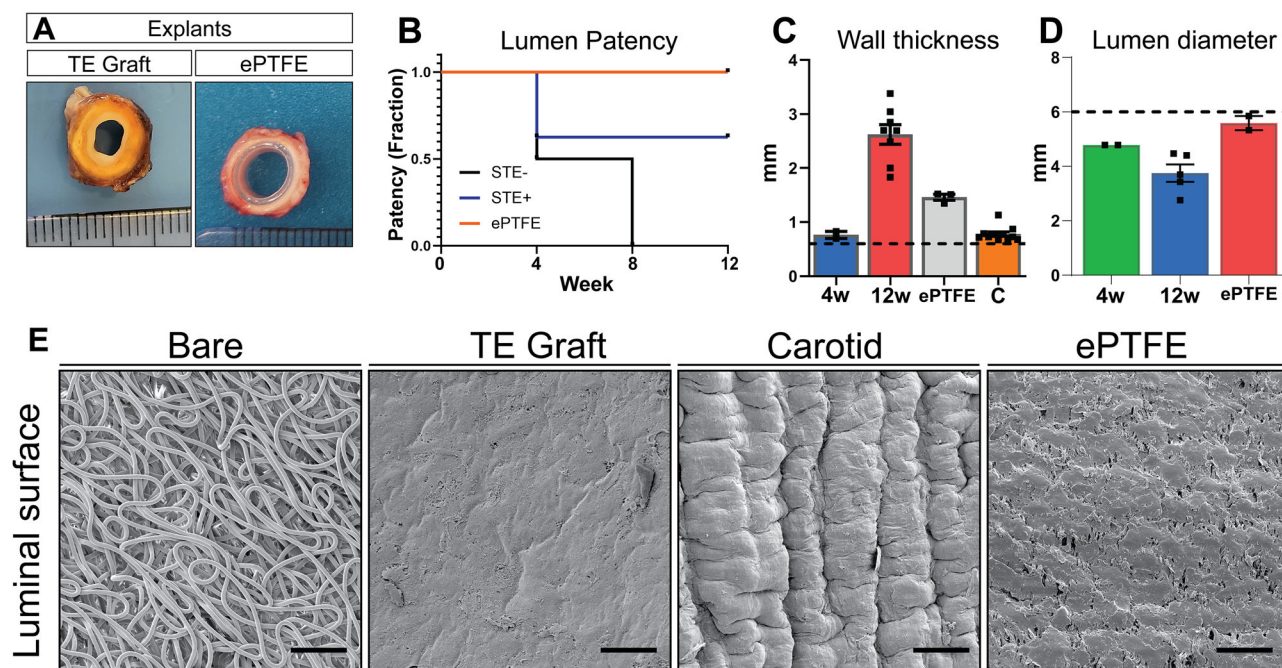 A
Explants
TE Graft
ePTFE
B
Lumen Patency
Patency (Fraction)
1.0
0.5
0.0
STE-
STE+
ePTFE
0
4
8
12
Week
C
Wall thickness
mm
4
3
2
1
0
4w
12w
ePTFE
C
D
Lumen diameter
mm
8
6
4
2
0
4w
12w
ePTFE
E
Bare
TE Graft
Carotid
ePTFE
Luminal surface